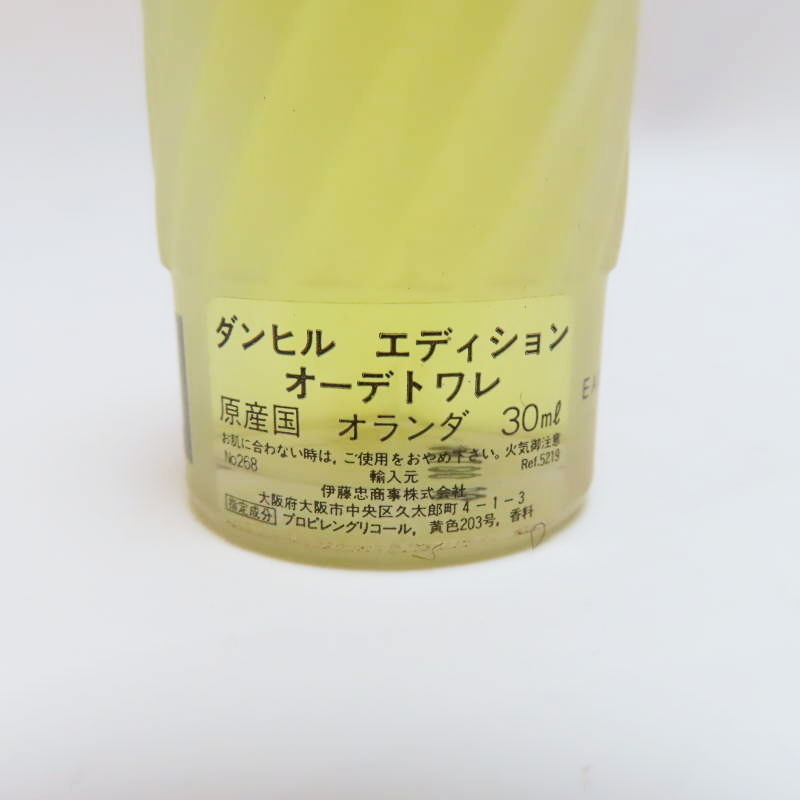 ダンヒル エディション
オーデトワレ
原産国 オランダ 30ml
お肌に合わない時は,ご使用をおやめ下さい。火気御注意
No.268 Ref.5219
輸入元
伊藤忠商事株式会社
大阪府大阪市中央区久太郎町4-1-3
指定成分 プロピレングリコール,黄色203号,香料
EA